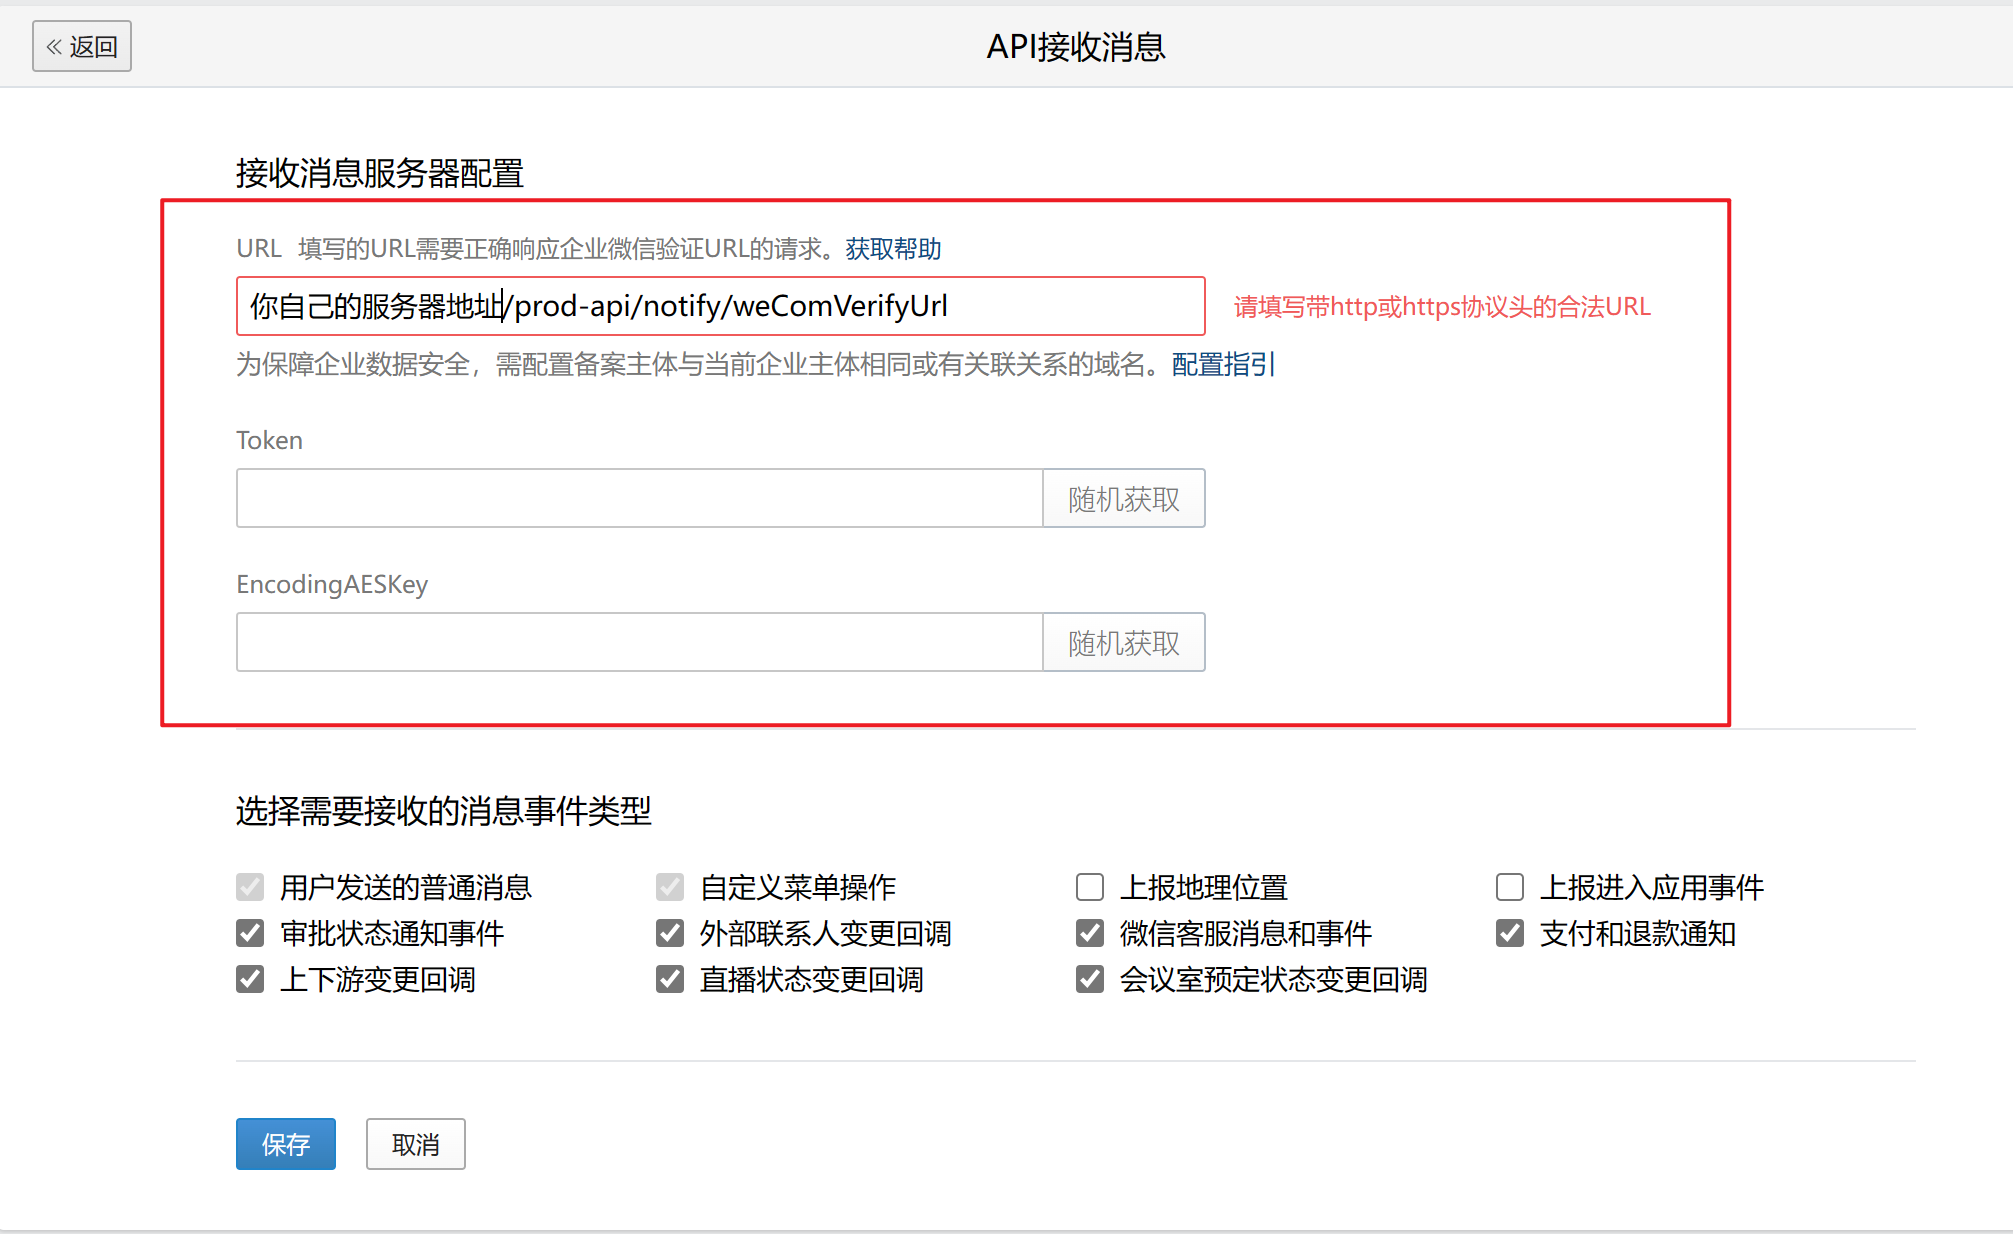 返回
API接收消息
接收消息服务器配置
URL 填写的URL需要正确响应企业微信验证URL的请求。获取帮助
你自己的服务器地址/prod-api/notify/weComVerifyUrl 请填写带http或https协议头的合法URL
为保障企业数据安全，需配置备案主体与当前企业主体相同或有关联关系的域名。配置指引
Token
随机获取
EncodingAESKey
随机获取
选择需要接收的消息事件类型
用户发送的普通消息 自定义菜单操作 上报地理位置 上报进入应用事件
审批状态通知事件 外部联系人变更回调 微信客服消息和事件 支付和退款通知
上下游变更回调 直播状态变更回调 会议室预定状态变更回调
保存 取消